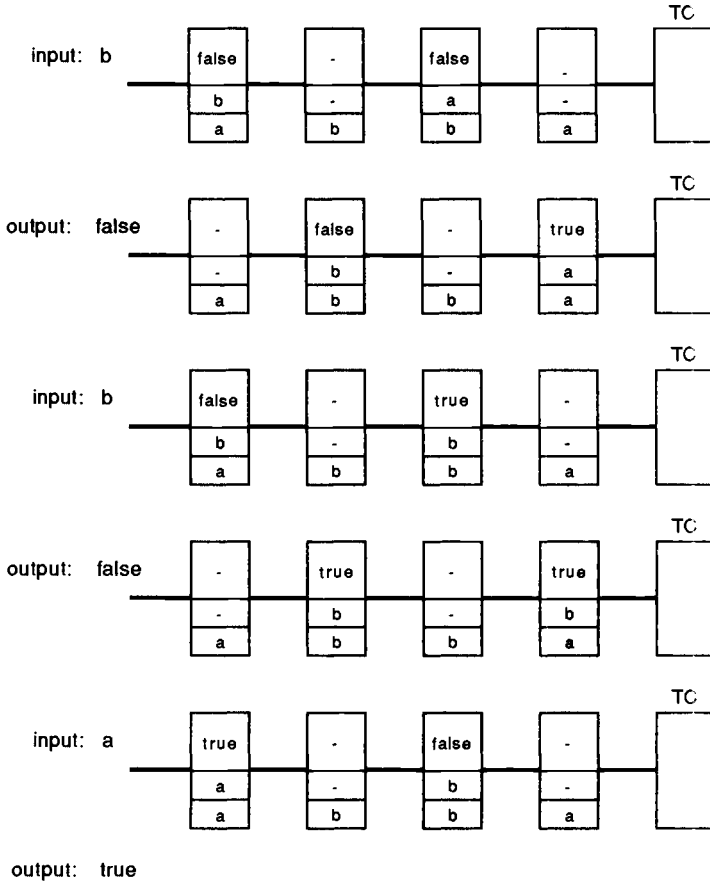 TC
input: b false - false -
b - a -
a b b a
TC
output: false - false - true
- b - a
a b b a
TC
input: b false - true -
b - b -
a b b a
TC
output: false - true - true
- b - b
a b b a
TC
input: a true - false -
a - b -
a b b a
output: true